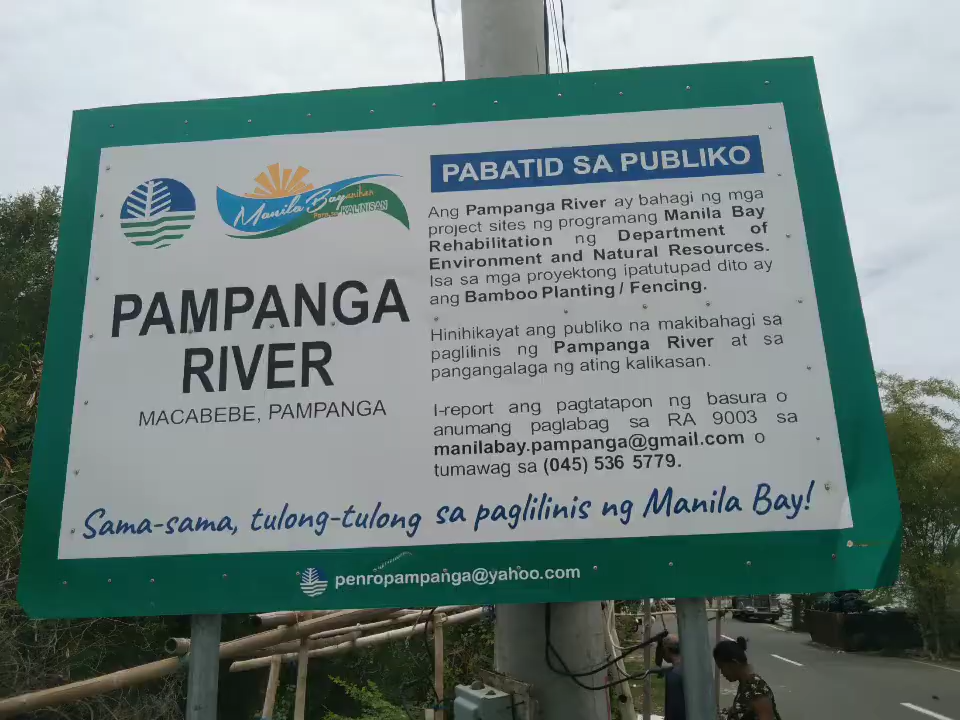 Manila Bayanihan
Para sa KALINISAN
PAMPANGA
RIVER
MACABEBE, PAMPANGA
PABATID SA PUBLIKO
Ang Pampanga River ay bahagi ng mga
project sites ng programang Manila Bay
Rehabilitation ng Department of
Environment and Natural Resources.
Isa sa mga proyektong ipatutupad dito ay
ang Bamboo Planting / Fencing.
Hinihikayat ang publiko na makibahagi sa
paglilinis ng Pampanga River at sa
pangangalaga ng ating kalikasan.
I-report ang pagtatapon ng basura o
anumang paglabag sa RA 9003 sa
manilabay.pampanga@gmail.com o
tumawag sa (045) 536 5779.
Sama-sama, tulong-tulong sa paglilinis ng Manila Bay!
penropampanga@yahoo.com